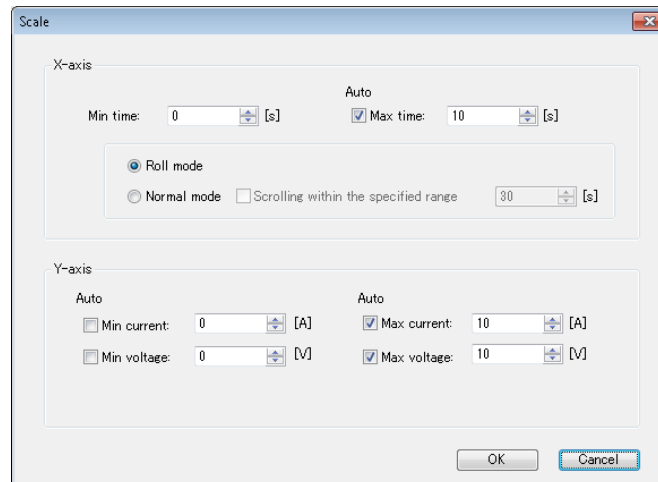 Scale
X-axis
Auto
Min time: 0 [s] Max time: 10 [s]
Roll mode
Normal mode Scrolling within the specified range 30 [s]
Y-axis
Auto Auto
Min current: 0 [A] Max current: 10 [A]
Min voltage: 0 [V] Max voltage: 10 [V]
OK Cancel